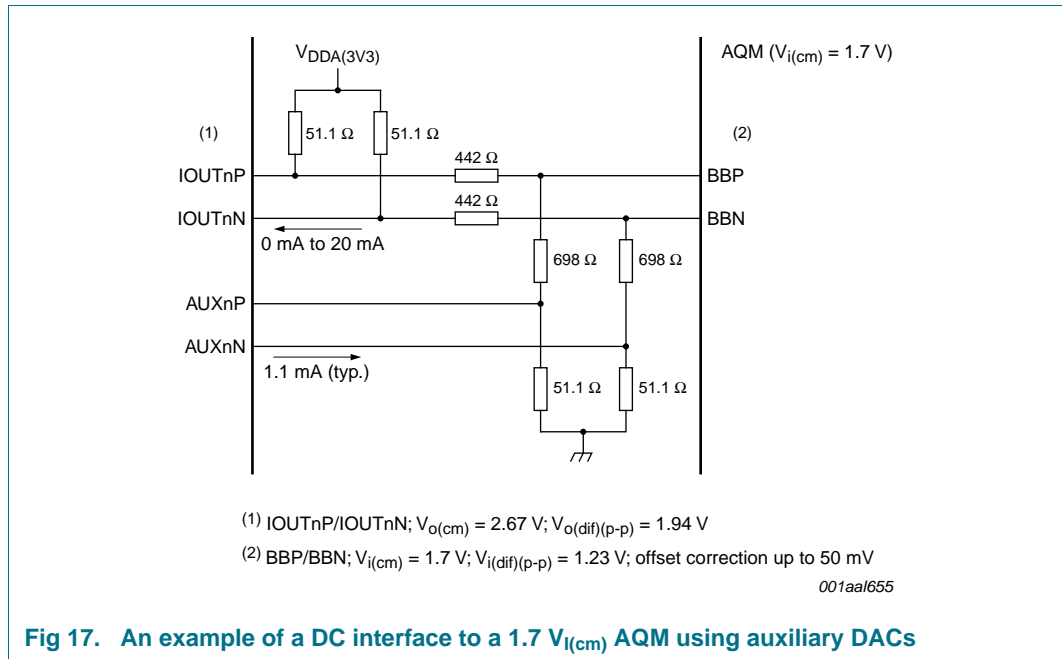 VDDA(3V3)
AQM (Vi(cm) = 1.7 V)
(1)
51.1 Ω
51.1 Ω
(2)
442 Ω
IOUTnP
BBP
442 Ω
IOUTnN
BBN
0 mA to 20 mA
698 Ω
698 Ω
AUXnP
AUXnN
1.1 mA (typ.)
51.1 Ω
51.1 Ω
(1) IOUTnP/IOUTnN; Vo(cm) = 2.67 V; Vo(dif)(p-p) = 1.94 V
(2) BBP/BBN; Vi(cm) = 1.7 V; Vi(dif)(p-p) = 1.23 V; offset correction up to 50 mV
001aal655
Fig 17. An example of a DC interface to a 1.7 VI(cm) AQM using auxiliary DACs